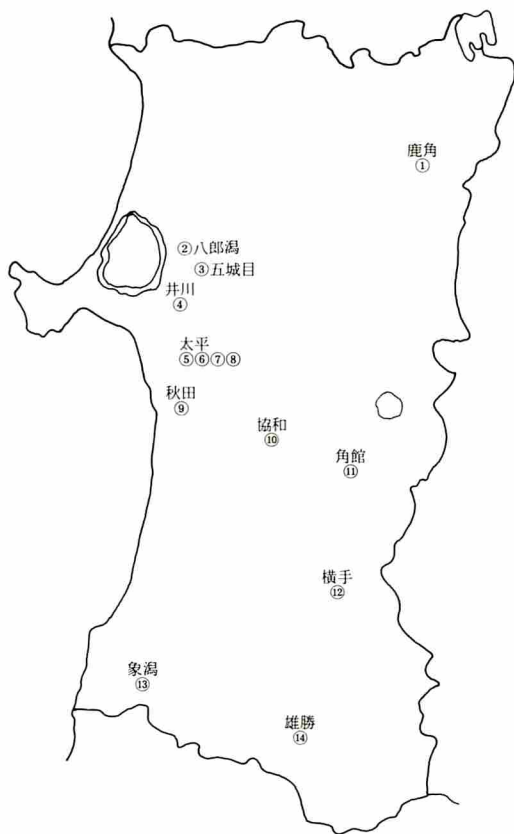 鹿角
①
②八郎潟
③五城目
井川
④
太平
⑤⑥⑦⑧
秋田
⑨
協和
⑩
角館
⑪
横手
⑫
象潟
⑬
雄勝
⑭